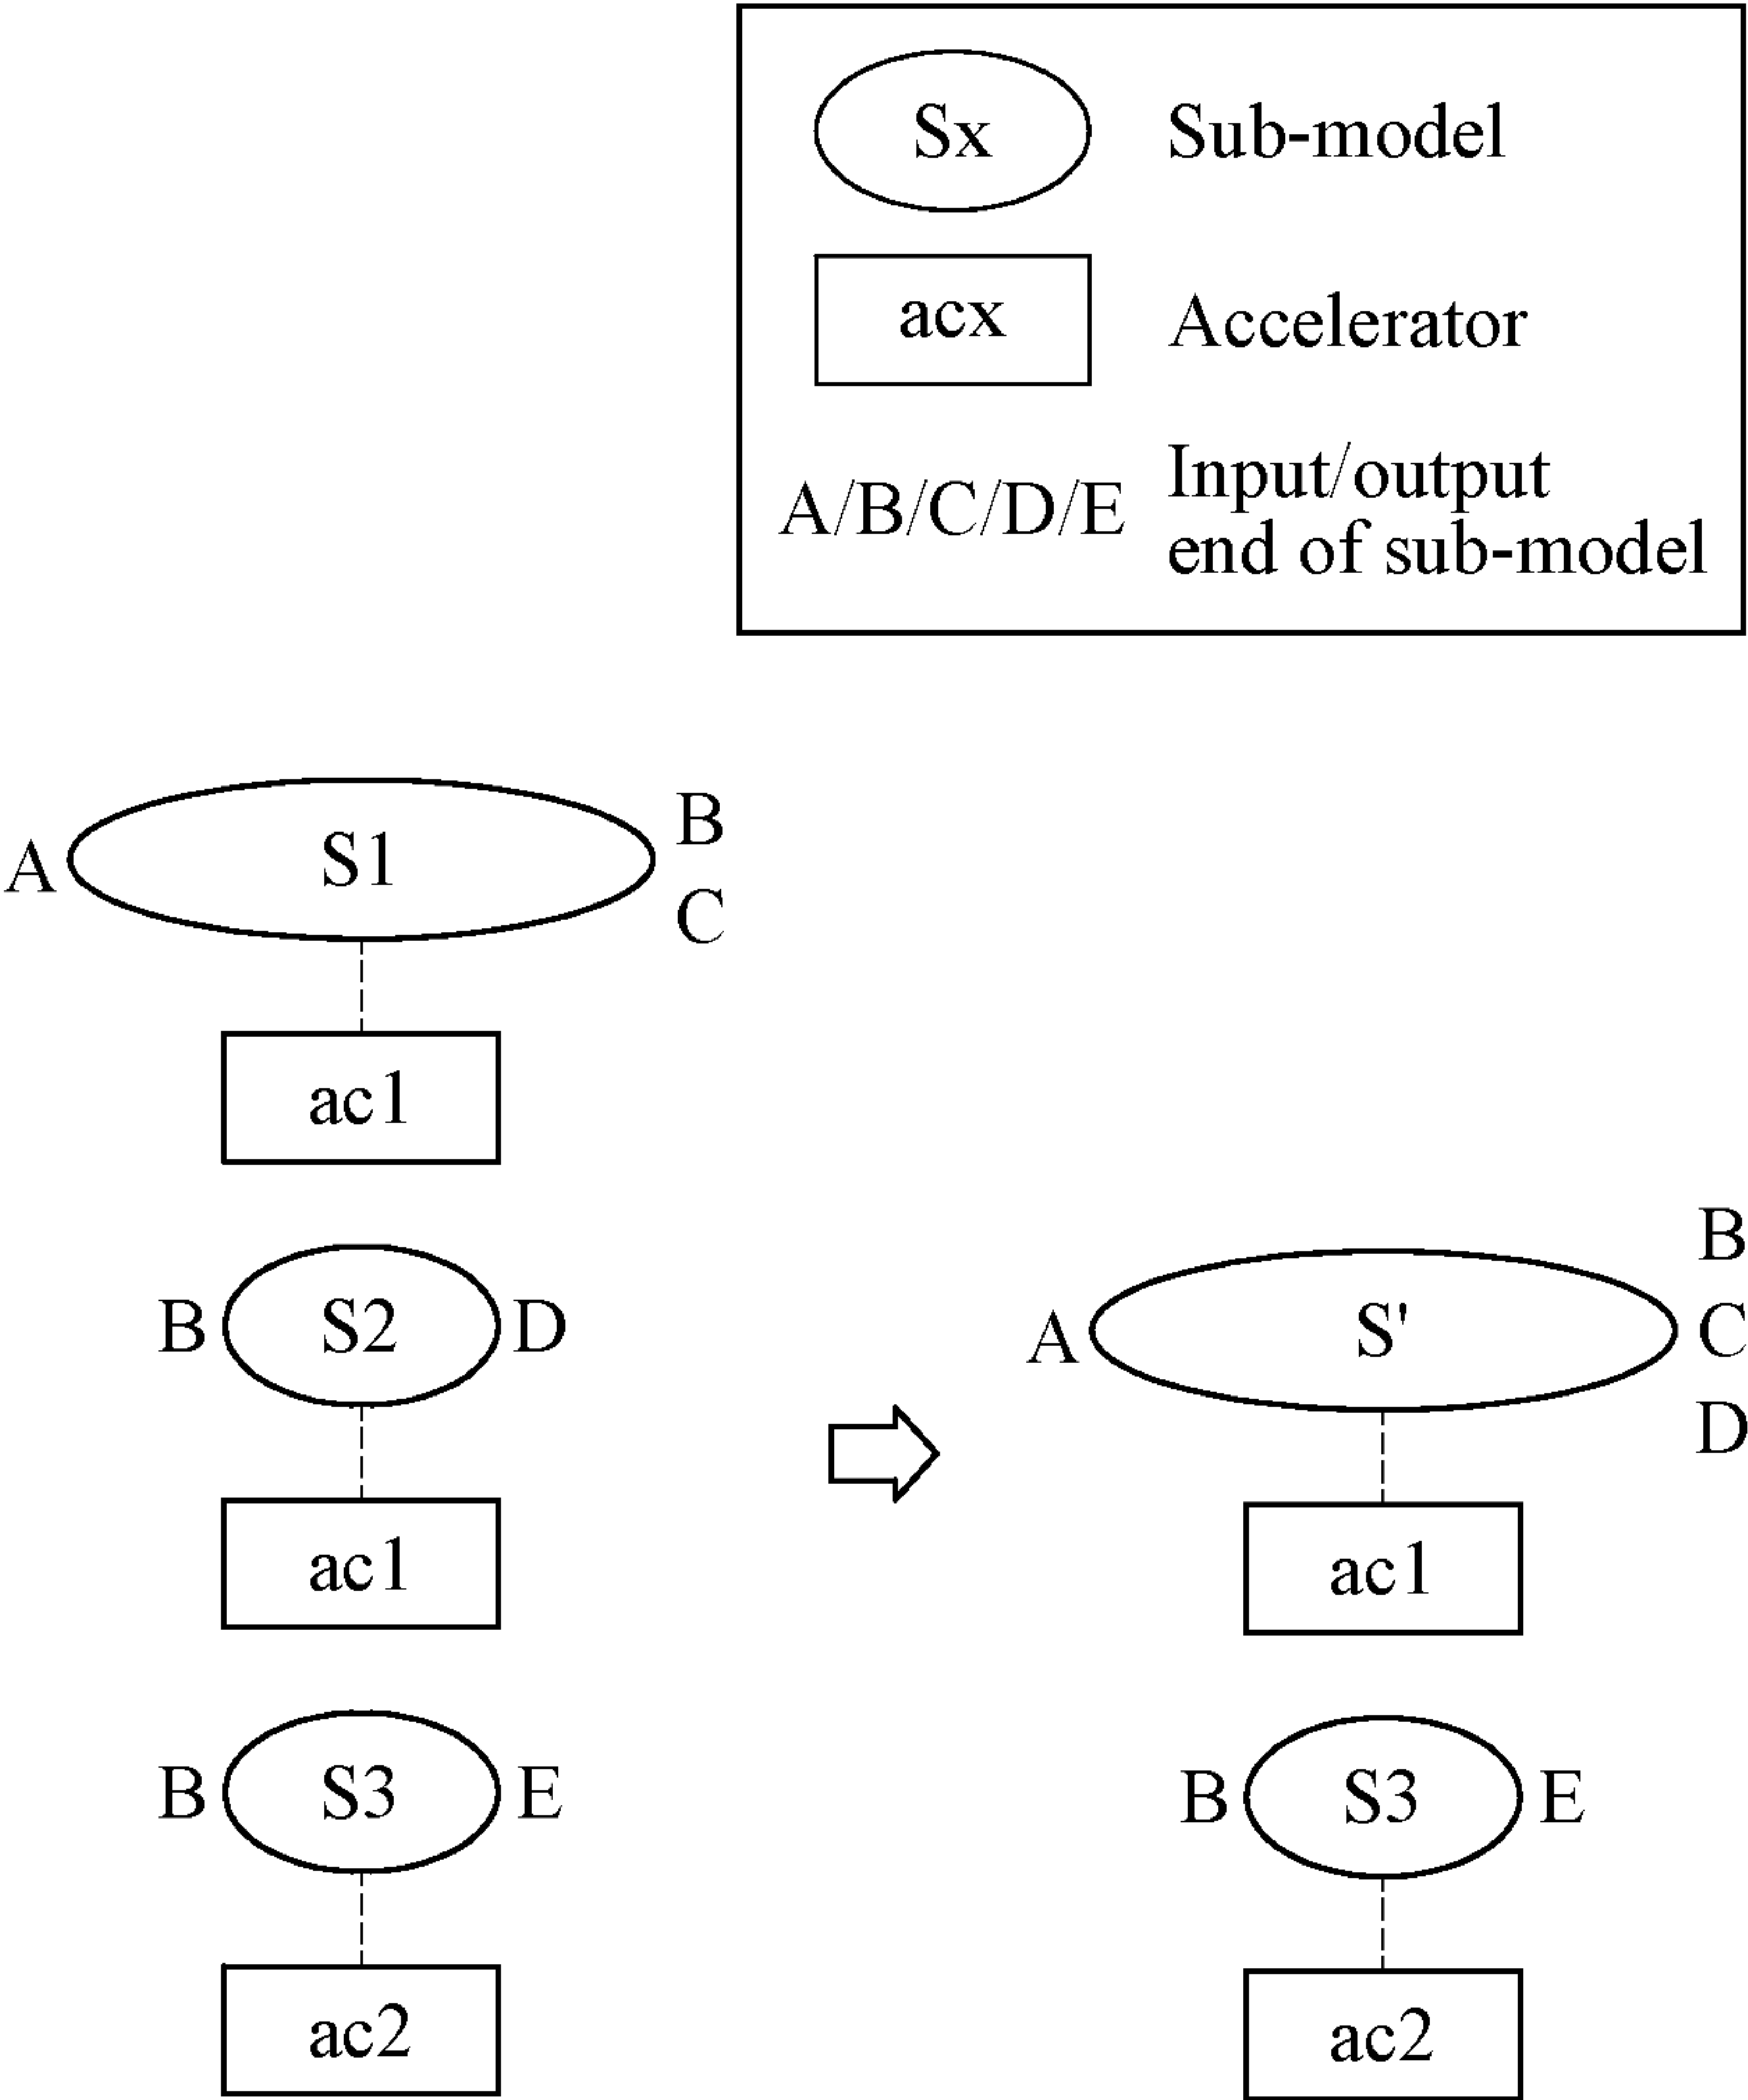 Sx Sub-model
acx Accelerator
A/B/C/D/E Input/output
end of sub-model
A S1 B
C
ac1
B S2 D
ac1
B S3 E
ac2
B
A S' C
D
ac1
B S3 E
ac2